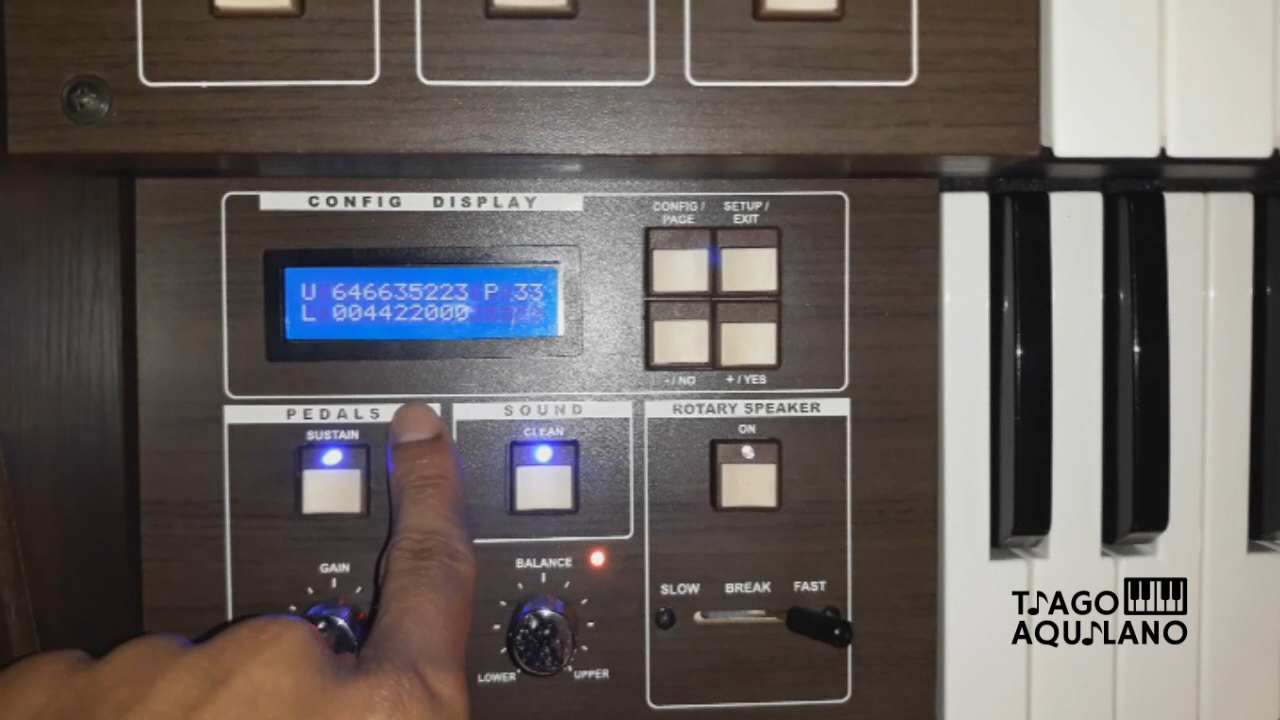 CONFIG DISPLAY
CONFIG / PAGE
SETUP / EXIT
U 646635223 P 33
L 004422000
- / NO
+ / YES
PEDALS
SOUND
ROTARY SPEAKER
SUSTAIN
CLEAN
ON
GAIN
BALANCE
SLOW
BREAK
FAST
LOWER
UPPER
TIAGO
AQUILANO